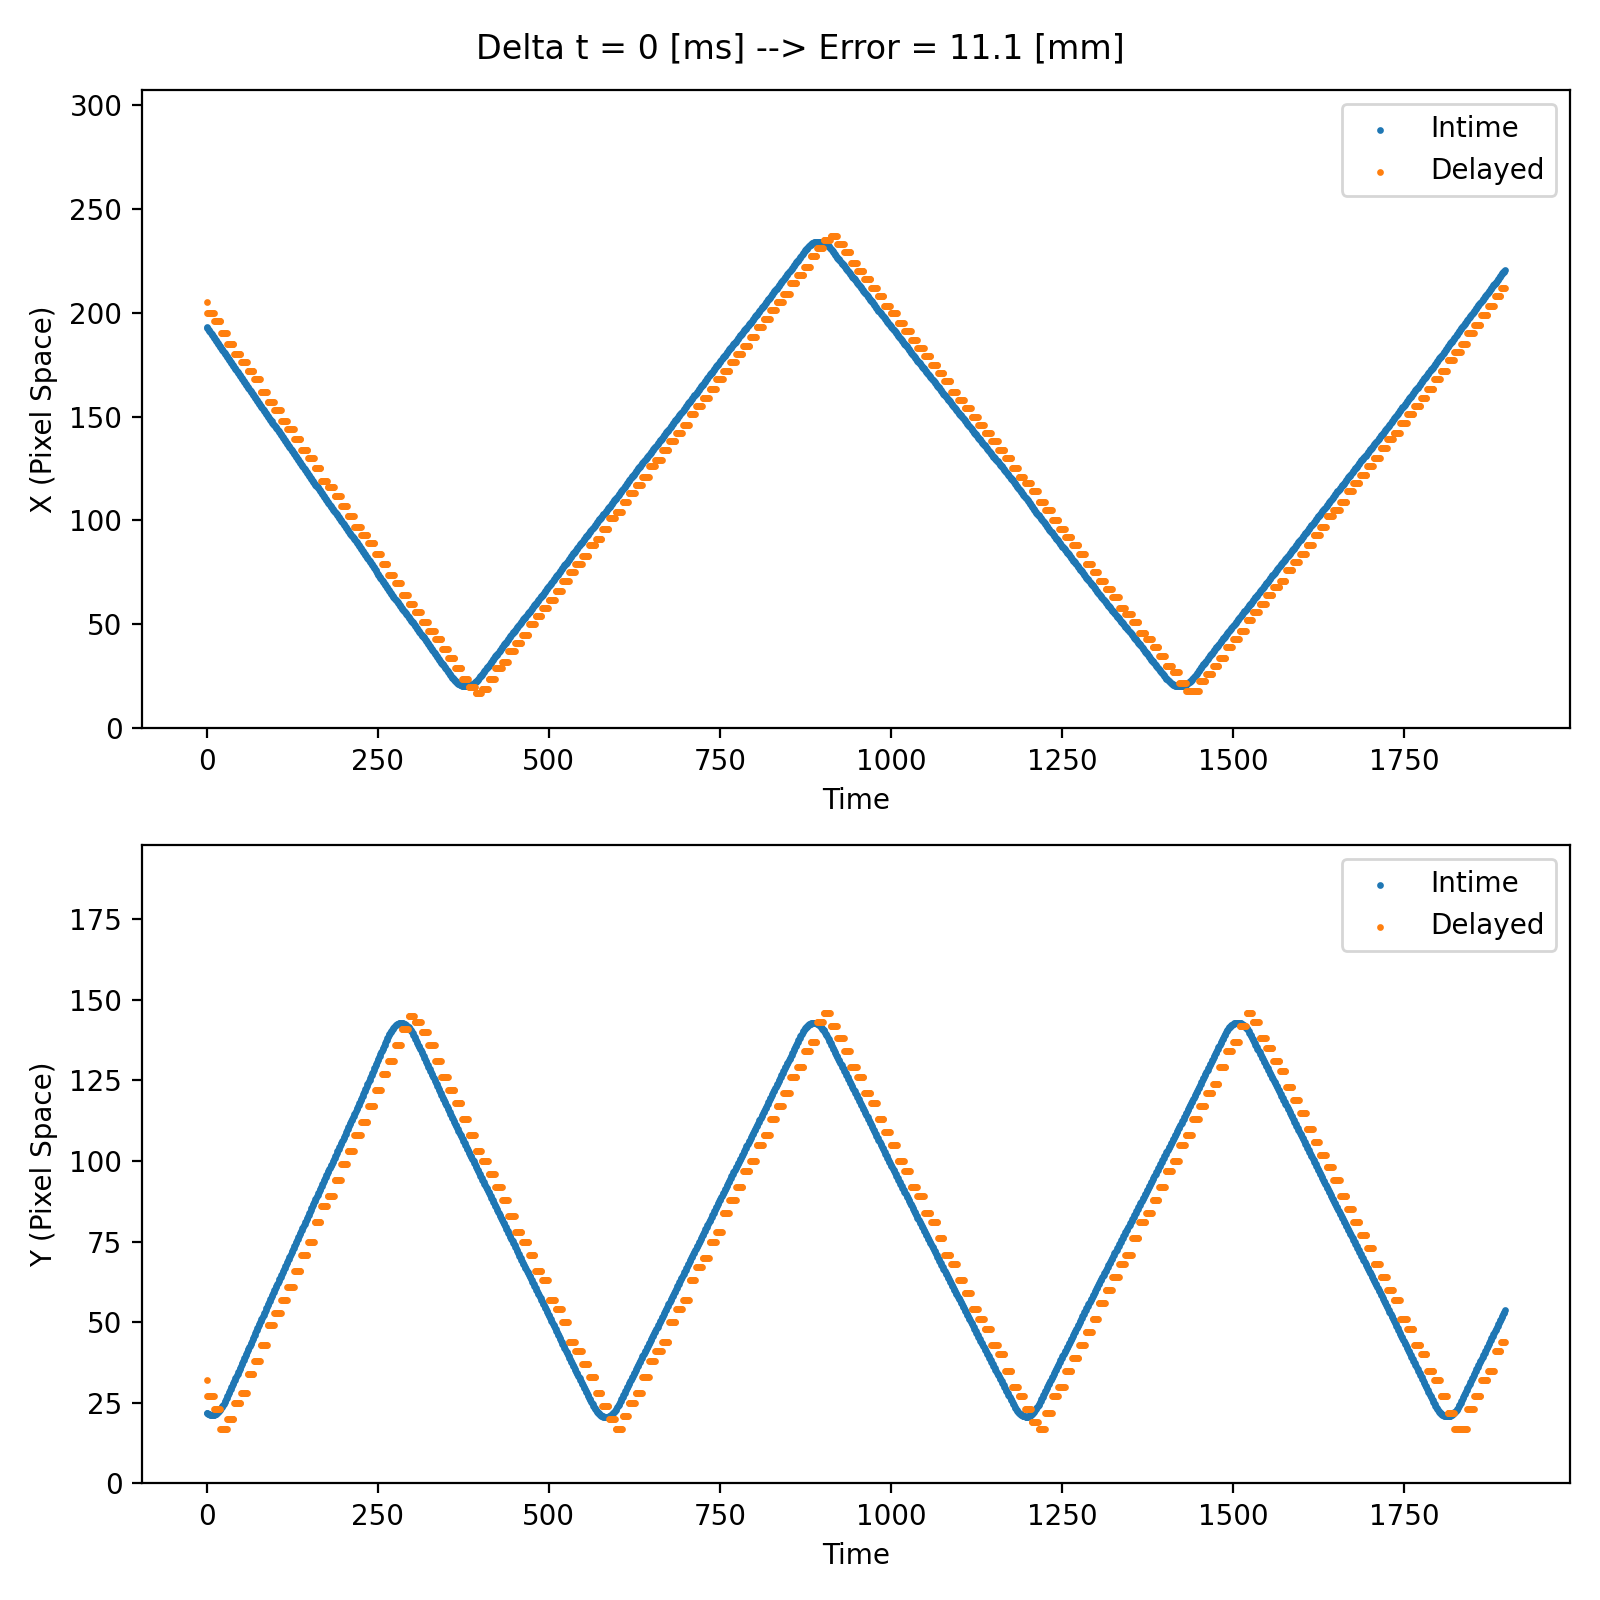 Delta t = 0 [ms] --> Error = 11.1 [mm]
300
250
200
150
100
50
0
X (Pixel Space)
Intime
Delayed
0 250 500 750 1000 1250 1500 1750
Time
175
150
125
100
75
50
25
0
Y (Pixel Space)
Intime
Delayed
0 250 500 750 1000 1250 1500 1750
Time